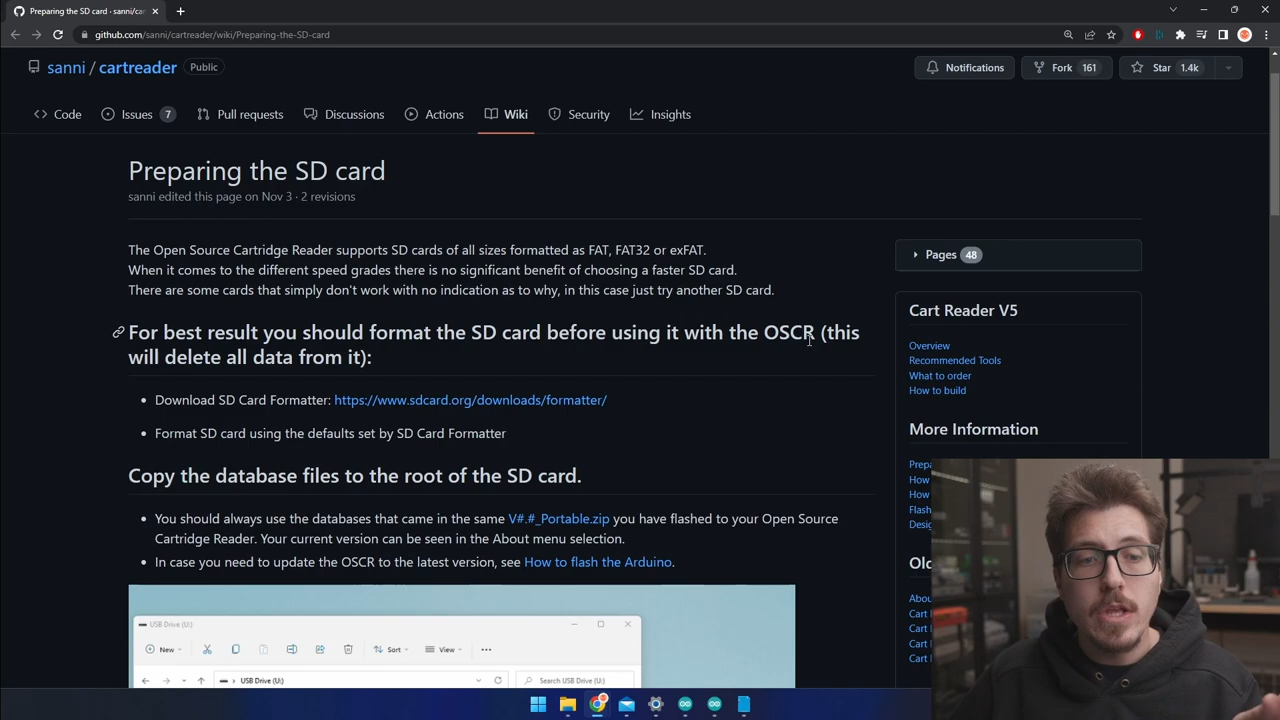 Preparing the SD card · sanni/car
github.com/sanni/cartreader/wiki/Preparing-the-SD-card
sanni / cartreader Public
Notifications
Fork 161
Star 1.4k
Code
Issues 7
Pull requests
Discussions
Actions
Wiki
Security
Insights
Preparing the SD card
sanni edited this page on Nov 3 · 2 revisions
The Open Source Cartridge Reader supports SD cards of all sizes formatted as FAT, FAT32 or exFAT.
When it comes to the different speed grades there is no significant benefit of choosing a faster SD card.
There are some cards that simply don't work with no indication as to why, in this case just try another SD card.
For best result you should format the SD card before using it with the OSCR (this
will delete all data from it):
• Download SD Card Formatter: https://www.sdcard.org/downloads/formatter/
• Format SD card using the defaults set by SD Card Formatter
Copy the database files to the root of the SD card.
• You should always use the databases that came in the same V#.#_Portable.zip you have flashed to your Open Source
Cartridge Reader. Your current version can be seen in the About menu selection.
• In case you need to update the OSCR to the latest version, see How to flash the Arduino.
USB Drive (U:)
New
Sort
View
USB Drive (U:)
Search USB Drive (U:)
Pages 48
Cart Reader V5
Overview
Recommended Tools
What to order
How to build
More Information
Prepa
How
How
Flas
Desi
Ol
Abou
Cart
Cart
Cart
Cart